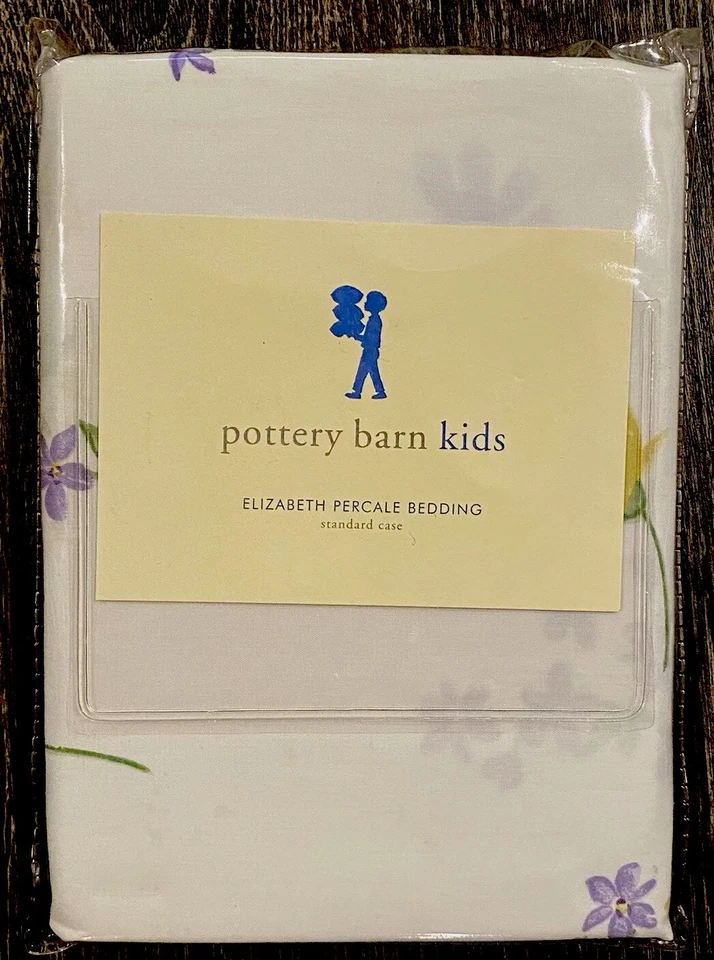 pottery barn kids
ELIZABETH PERCALE BEDDING
standard case